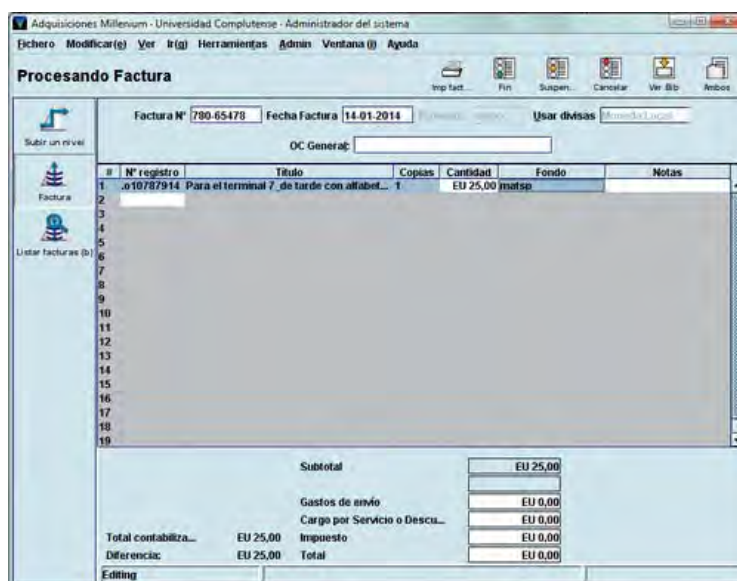 Adquisiciones Millenium - Universidad Complutense - Administrador del sistema
Fichero Modificar(e) Ver Ir(g) Herramientas Admin Ventana (i) Ayuda
Procesando Factura
Imp fact... Fin Suspen... Cancelar Ver Bib Ambos
Subir un nivel
Factura
Listar facturas (b)
Factura Nº 780-65478 Fecha Factura 14-01-2014 Usar divisas Moneda Local
OC General:
# Nº registro Título Copias Cantidad Fondo Notas
1 .o10787914 Para el terminal 7_de tarde con alfabet... 1 EU 25,00 matsp
2
3
4
5
6
7
8
9
10
11
12
13
14
15
16
17
18
19
Subtotal EU 25,00
Gastos de envío EU 0,00
Cargo por Servicio o Descu... EU 0,00
Total contabiliza... EU 25,00 Impuesto EU 0,00
Diferencia: EU 25,00 Total EU 0,00
Editing